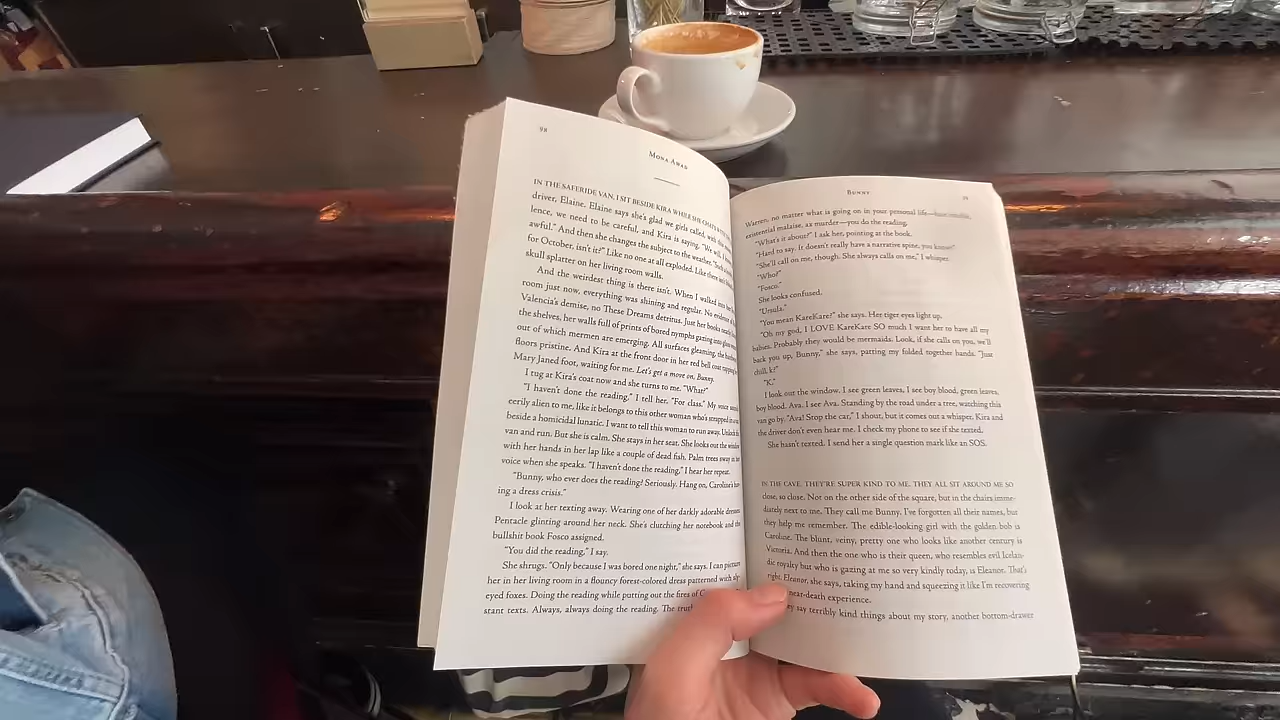 98
Mona Awad
IN THE SAFERIDE VAN, I SIT BESIDE KIRA WHILE SHE CHATS
driver, Elaine. Elaine says she's glad we girls called, with this
lence, we need to be careful, and Kira is saying, "We will, I
awful." And then she changes the subject to the weather. "Such
for October, isn't it?" Like no one at all exploded. Like there isn't
skull splatter on her living room walls.
And the weirdest thing is there isn't. When I walked into
room just now, everything was shining and regular. No evidence
Valencia's demise, no These Dreams detritus. Just her books neatly
the shelves, her walls full of prints of bored nymphs gazing into
out of which mermen are emerging. All surfaces gleaming, the
floors pristine. And Kira at the front door in her red bell coat
Mary Janed foot, waiting for me. Let's get a move on, Bunny.
I tug at Kira's coat now and she turns to me. "What?"
"I haven't done the reading," I tell her. "For class." My voice
eerily alien to me, like it belongs to this other woman who's strapped in
beside a homicidal lunatic. I want to tell this woman to run away. Unlock
van and run. But she is calm. She stays in her seat. She looks out the window
with her hands in her lap like a couple of dead fish. Palm trees sway in
voice when she speaks. "I haven't done the reading," I hear her repeat.
"Bunny, who ever does the reading? Seriously. Hang on, Caroline's
ing a dress crisis."
I look at her texting away. Wearing one of her darkly adorable dresses
Pentacle glinting around her neck. She's clutching her notebook and the
bullshit book Fosco assigned.
"You did the reading," I say.
She shrugs. "Only because I was bored one night," she says. I can picture
her in her living room in a flouncy forest-colored dress patterned with sly-
eyed foxes. Doing the reading while putting out the fires of
stant texts. Always, always doing the reading. The truth
Bunny
99
Warren, no matter what is going on in your personal life—
existential malaise, as murder—you do the reading.
"What's it about?" I ask her, pointing at the book.
"Hard to say. It doesn't really have a narrative spine, you know?"
"She'll call on me, though. She always calls on me," I whisper.
"Who?"
"Fosco."
She looks confused.
"Ursula."
"You mean KareKare?" she says. Her tiger eyes light up.
"Oh my god, I LOVE KareKare SO much I want her to have all my
babies. Probably they would be mermaids. Look, if she calls on you, we'll
back you up, Bunny," she says, patting my folded together hands. "Just
chill, k?"
"K."
I look out the window. I see green leaves, I see boy blood, green leaves,
boy blood. Ava. I see Ava. Standing by the road under a tree, watching this
van go by. "Ava! Stop the car," I shout, but it comes out a whisper. Kira and
the driver don't even hear me. I check my phone to see if she texted.
She hasn't texted. I send her a single question mark like an SOS.
IN THE CAVE, THEY'RE SUPER KIND TO ME. THEY ALL SIT AROUND ME SO
close, so close. Not on the other side of the square, but in the chairs imme-
diately next to me. They call me Bunny. I've forgotten all their names, but
they help me remember. The edible-looking girl with the golden bob is
Caroline. The blunt, veiny, pretty one who looks like another century is
Victoria. And then the one who is their queen, who resembles evil Icelan-
dic royalty but who is gazing at me so very kindly today, is Eleanor. That's
right, Eleanor, she says, taking my hand and squeezing it like I'm recovering
near-death experience.
say terribly kind things about my story, another bottom-drawer